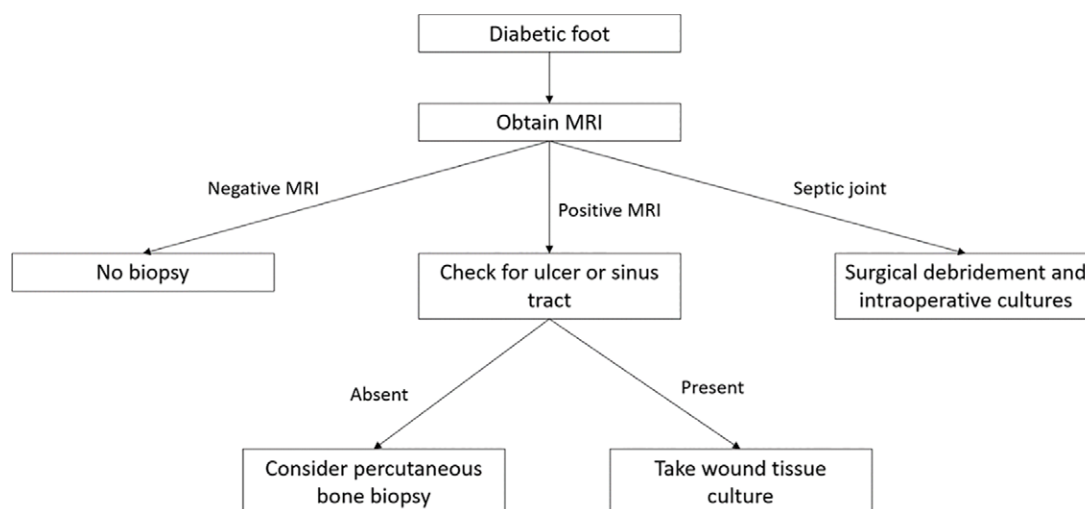 Diabetic foot
Obtain MRI
Negative MRI
Positive MRI
Septic joint
No biopsy
Check for ulcer or sinus
tract
Surgical debridement and
intraoperative cultures
Absent
Present
Consider percutaneous
bone biopsy
Take wound tissue
culture